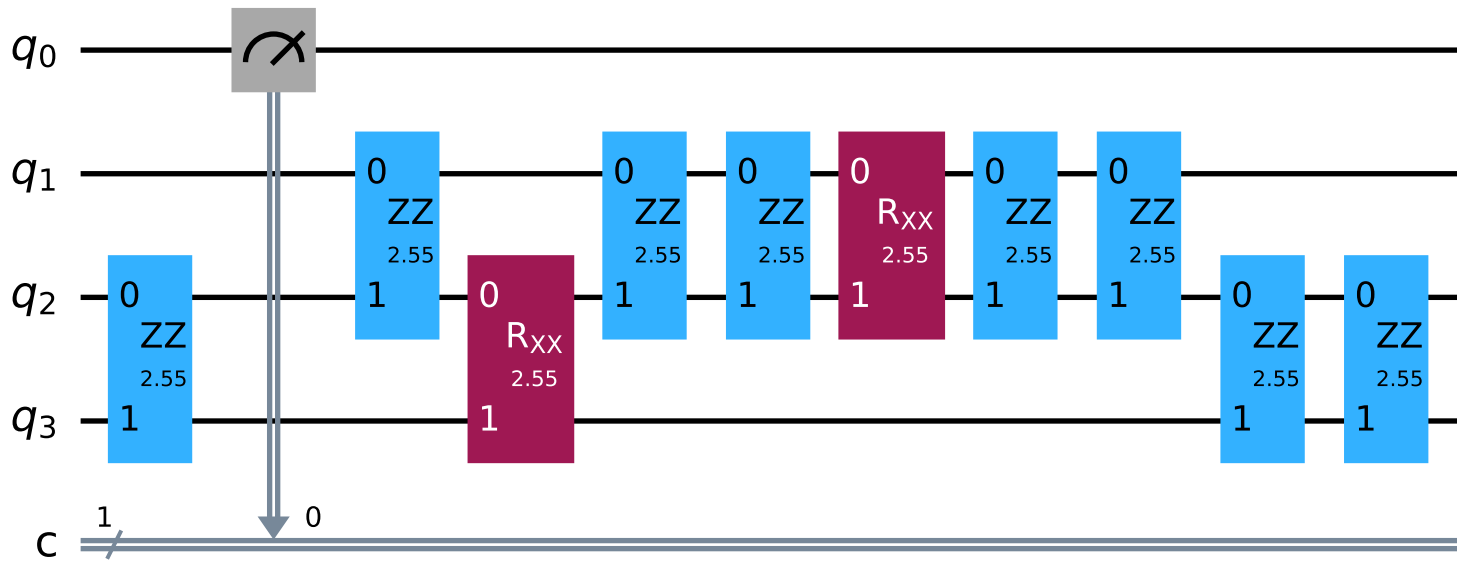 q0
0 0 0 0 0 0
q1
ZZ ZZ ZZ RXX ZZ ZZ
2.55 2.55 2.55 2.55 2.55 2.55
q2 0 1 0 1 1 1 1 1 0 0
ZZ RXX ZZ ZZ
2.55 2.55 2.55 2.55
q3 1 1 1 1
1 0
c